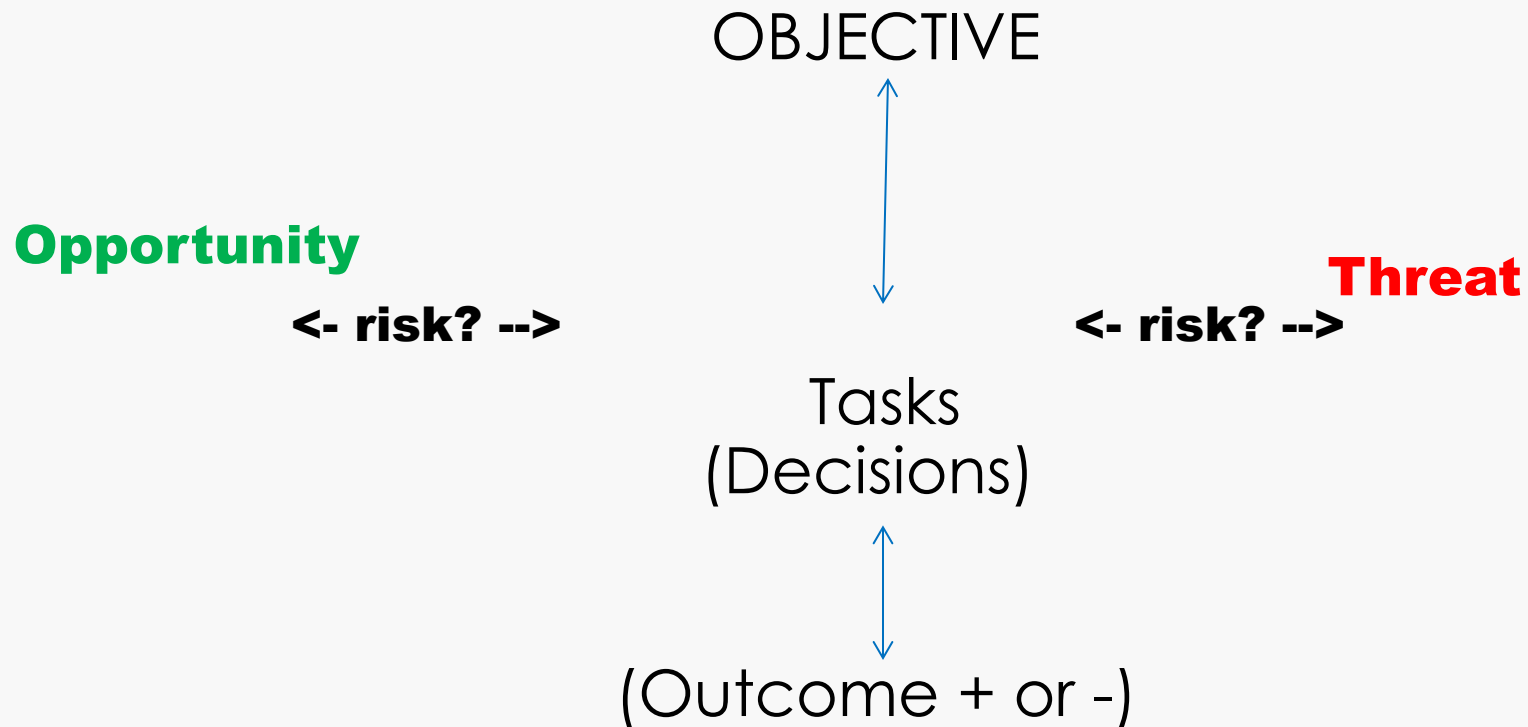 OBJECTIVE
Opportunity
Threat
<- risk? -->
<- risk? -->
Tasks
(Decisions)
(Outcome + or -)